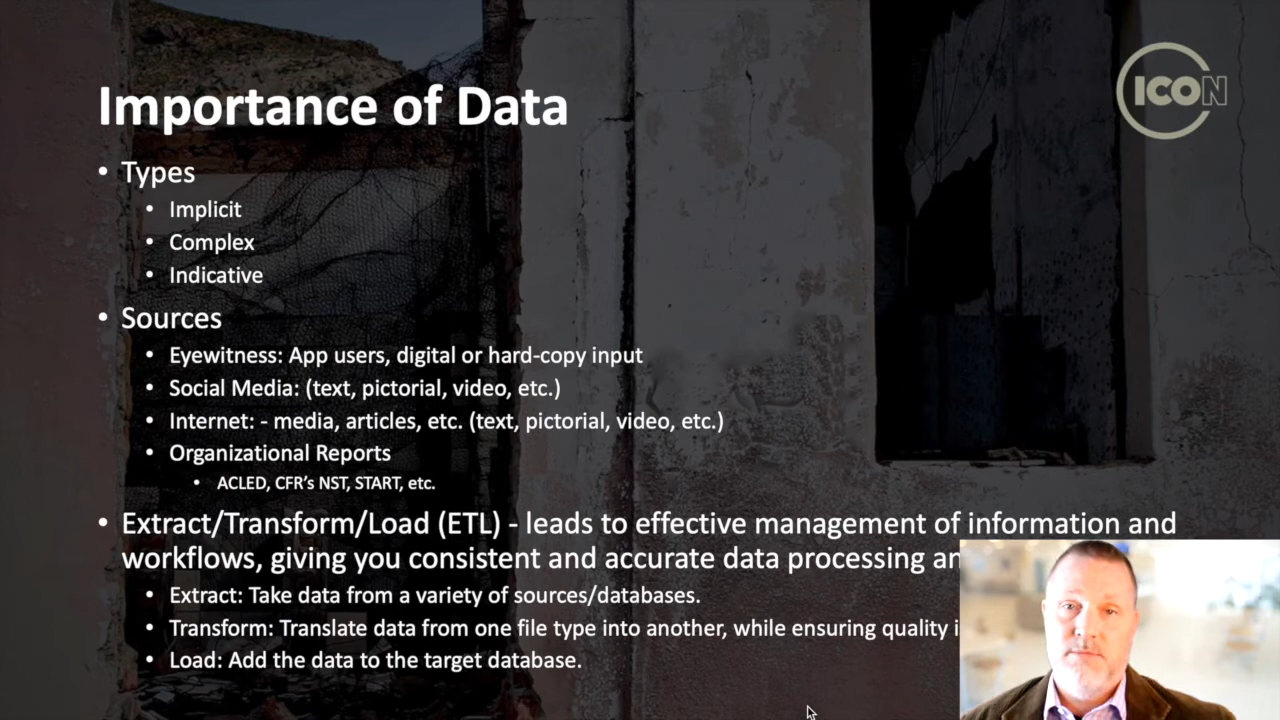 ICON
Importance of Data
• Types
• Implicit
• Complex
• Indicative
• Sources
• Eyewitness: App users, digital or hard-copy input
• Social Media: (text, pictorial, video, etc.)
• Internet: - media, articles, etc. (text, pictorial, video, etc.)
• Organizational Reports
• ACLED, CFR's NST, START, etc.
• Extract/Transform/Load (ETL) - leads to effective management of information and
workflows, giving you consistent and accurate data processing
• Extract: Take data from a variety of sources/databases.
• Transform: Translate data from one file type into another, while ensuring quality
• Load: Add the data to the target database.